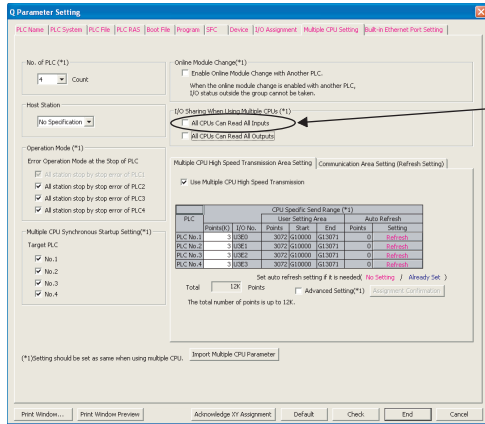 Q Parameter Setting
PLC Name PLC System PLC File PLC RAS Boot File Program SFC Device I/O Assignment Multiple CPU Setting Built-in Ethernet Port Setting
No. of PLC (*1)
4 Count
Host Station
No Specification
Operation Mode (*1)
Error Operation Mode at the Stop of PLC
All station stop by stop error of PLC1
All station stop by stop error of PLC2
All station stop by stop error of PLC3
All station stop by stop error of PLC4
Multiple CPU Synchronous Startup Setting(*1)
Target PLC
No.1
No.2
No.3
No.4
Online Module Change(*1)
Enable Online Module Change with Another PLC.
When the online module change is enabled with another PLC,
I/O status outside the group cannot be taken.
I/O Sharing When Using Multiple CPUs (*1)
All CPUs Can Read All Inputs
All CPUs Can Read All Outputs
Multiple CPU High Speed Transmission Area Setting Communication Area Setting (Refresh Setting)
Use Multiple CPU High Speed Transmission
CPU Specific Send Range (*1)
PLC User Setting Area Auto Refresh
Points(K) I/O No. Points Start End Points Setting
PLC No.1 3 U3E0 3072 G10000 G13071 0 Refresh
PLC No.2 3 U3E1 3072 G10000 G13071 0 Refresh
PLC No.3 3 U3E2 3072 G10000 G13071 0 Refresh
PLC No.4 3 U3E3 3072 G10000 G13071 0 Refresh
Set auto refresh setting if it is needed( No Setting / Already Set )
Total 12K Points Advanced Setting(*1) Assignment Confirmation
The total number of points is up to 12K.
(*1)Setting should be set as same when using multiple CPU. Import Multiple CPU Parameter
Print Window... Print Window Preview Acknowledge XY Assignment Default Check End Cancel